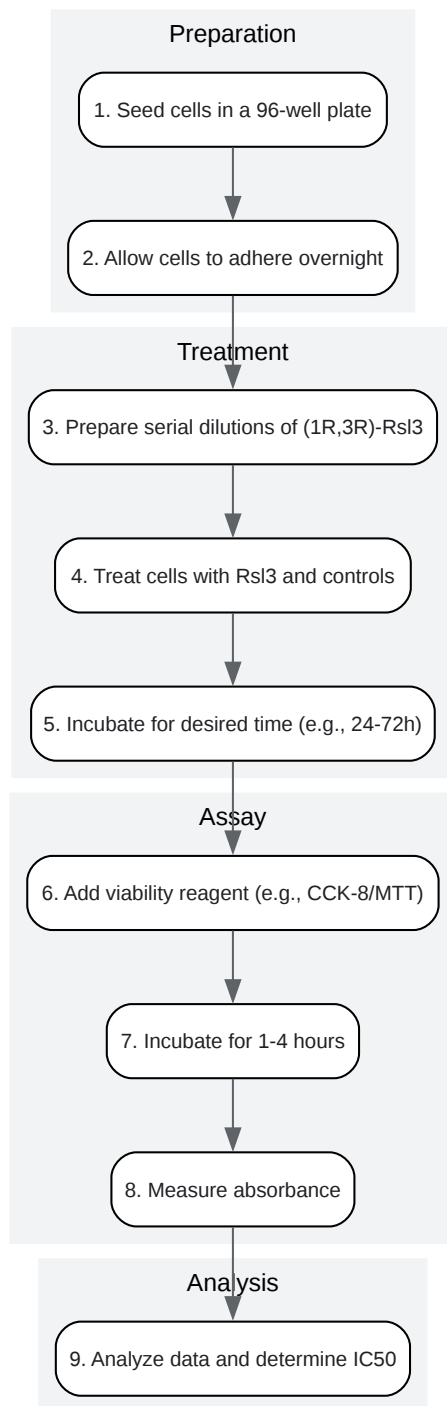 Preparation
1. Seed cells in a 96-well plate
2. Allow cells to adhere overnight
Treatment
3. Prepare serial dilutions of (1R,3R)-Rsl3
4. Treat cells with Rsl3 and controls
5. Incubate for desired time (e.g., 24-72h)
Assay
6. Add viability reagent (e.g., CCK-8/MTT)
7. Incubate for 1-4 hours
8. Measure absorbance
Analysis
9. Analyze data and determine IC50